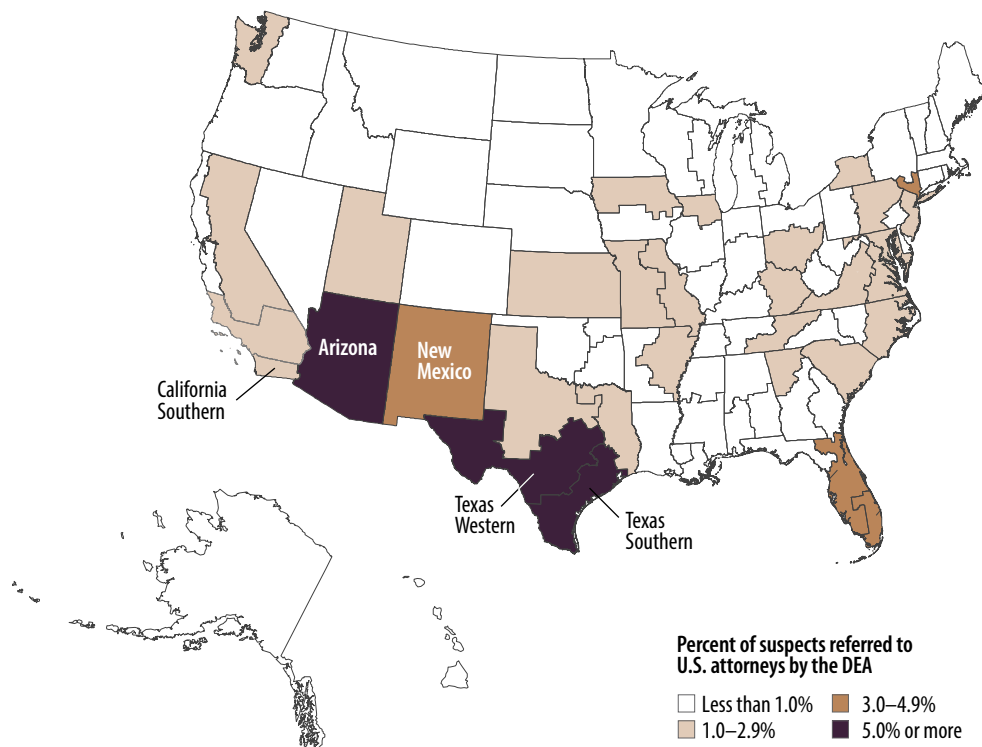 Arizona
New
Mexico
California
Southern
Texas
Western
Texas
Southern
Percent of suspects referred to
U.S. attorneys by the DEA
Less than 1.0%
3.0–4.9%
1.0–2.9%
5.0% or more